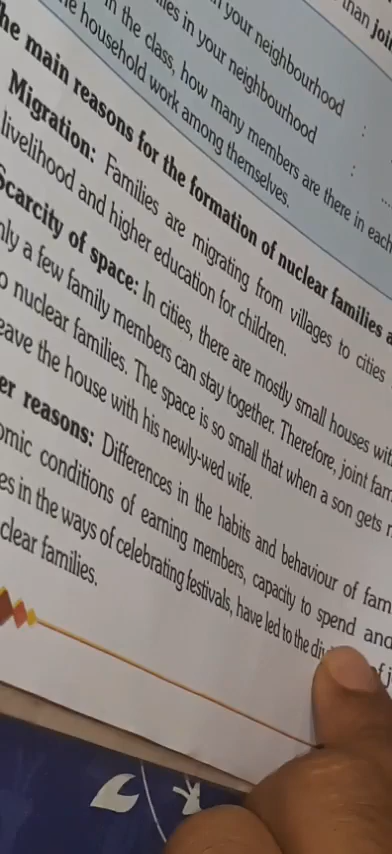 than join
n your neighbourhood :
lies in your neighbourhood :
n the class, how many members are there in each
he household work among themselves.
he main reasons for the formation of nuclear families a
Migration: Families are migrating from villages to cities
livelihood and higher education for children.
Scarcity of space: In cities, there are mostly small houses wit
nly a few family members can stay together. Therefore, joint fam
o nuclear families. The space is so small that when a son gets
eave the house with his newly-wed wife.
er reasons: Differences in the habits and behaviour of fam
omic conditions of earning members, capacity to spend and
es in the ways of celebrating festivals, have led to the di
clear families.